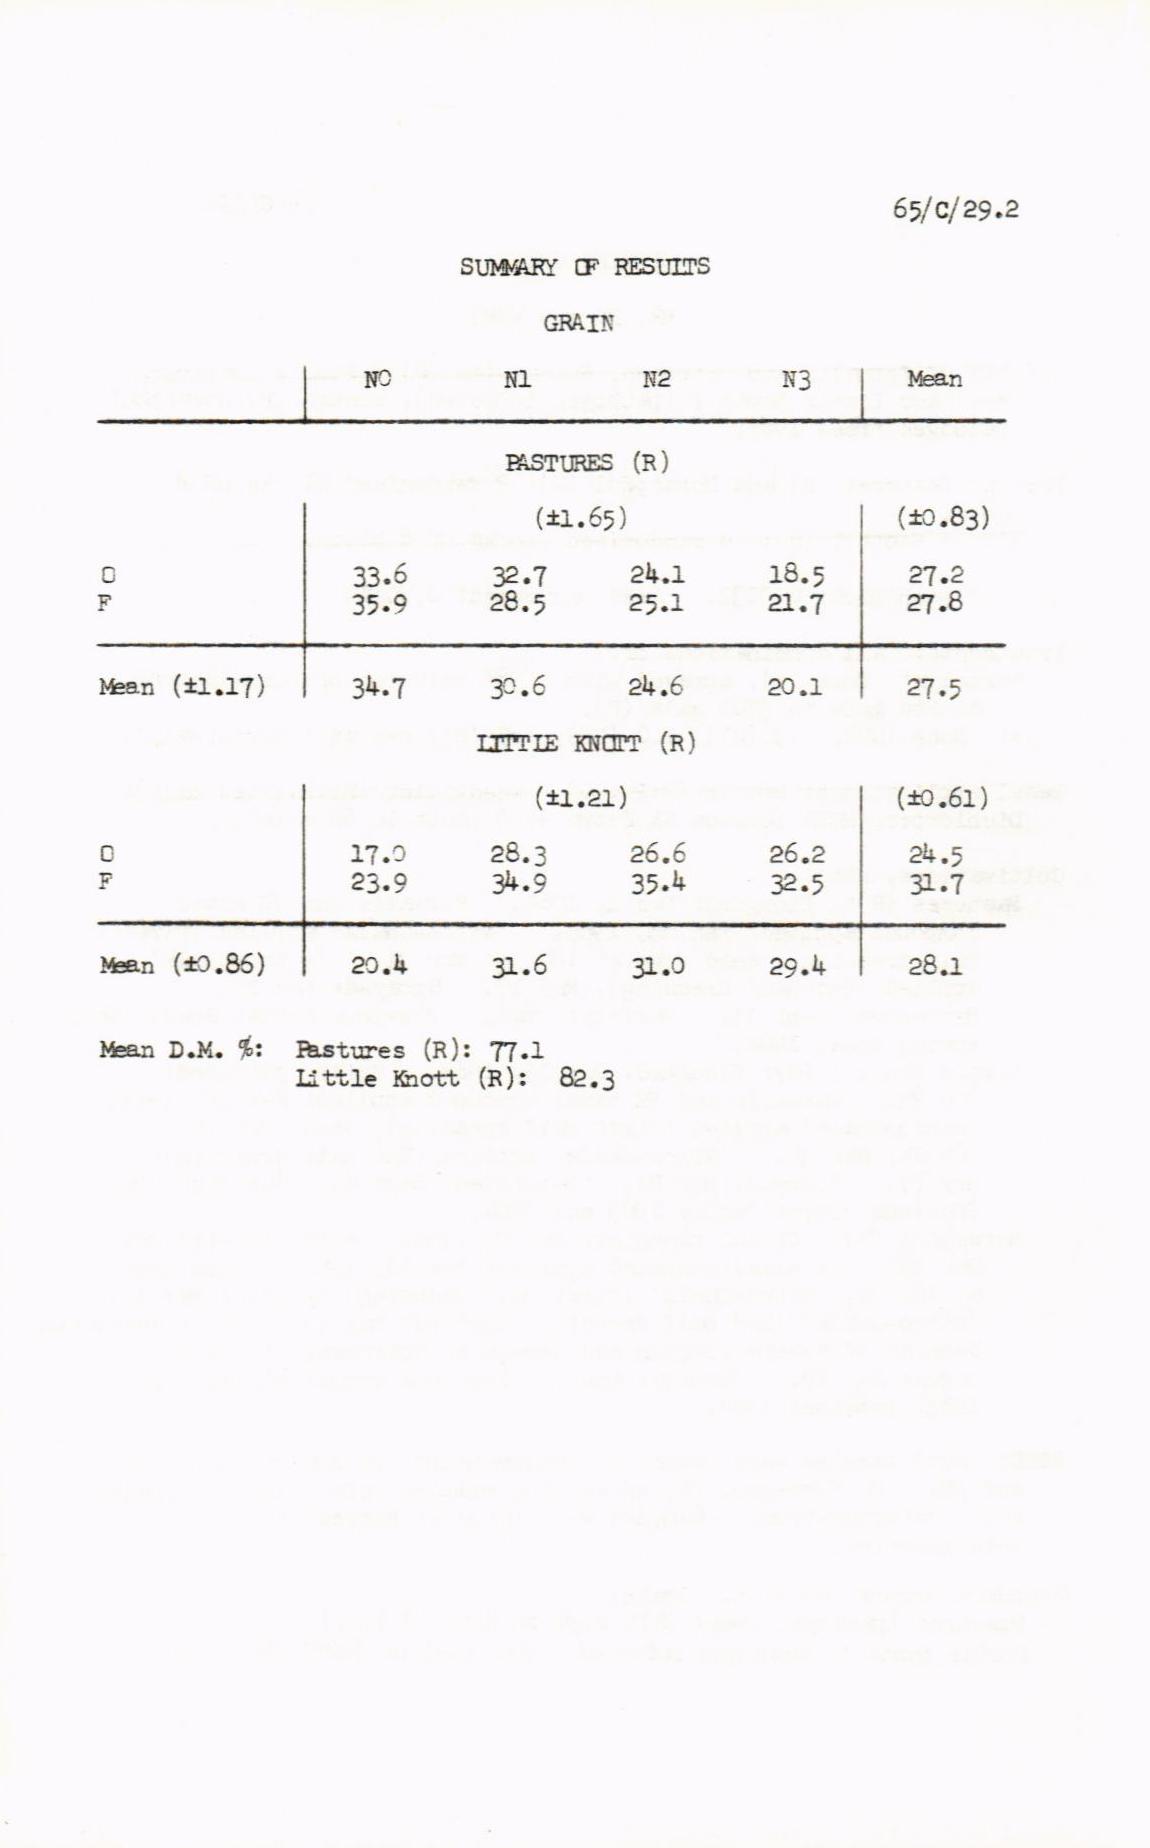 65/C/29.2
SUMMARY OF RESULTS
GRAIN
N0 N1 N2 N3 Mean
PASTURES (R)
(±1.65) (±0.83)
O 33.6 32.7 24.1 18.5 27.2
F 35.9 28.5 25.1 21.7 27.8
Mean (±1.17) 34.7 30.6 24.6 20.1 27.5
LITTLE KNOTT (R)
(±1.21) (±0.61)
O 17.0 28.3 26.6 26.2 24.5
F 23.9 34.9 35.4 32.5 31.7
Mean (±0.86) 20.4 31.6 31.0 29.4 28.1
Mean D.M. %: Pastures (R): 77.1
Little Knott (R): 82.3